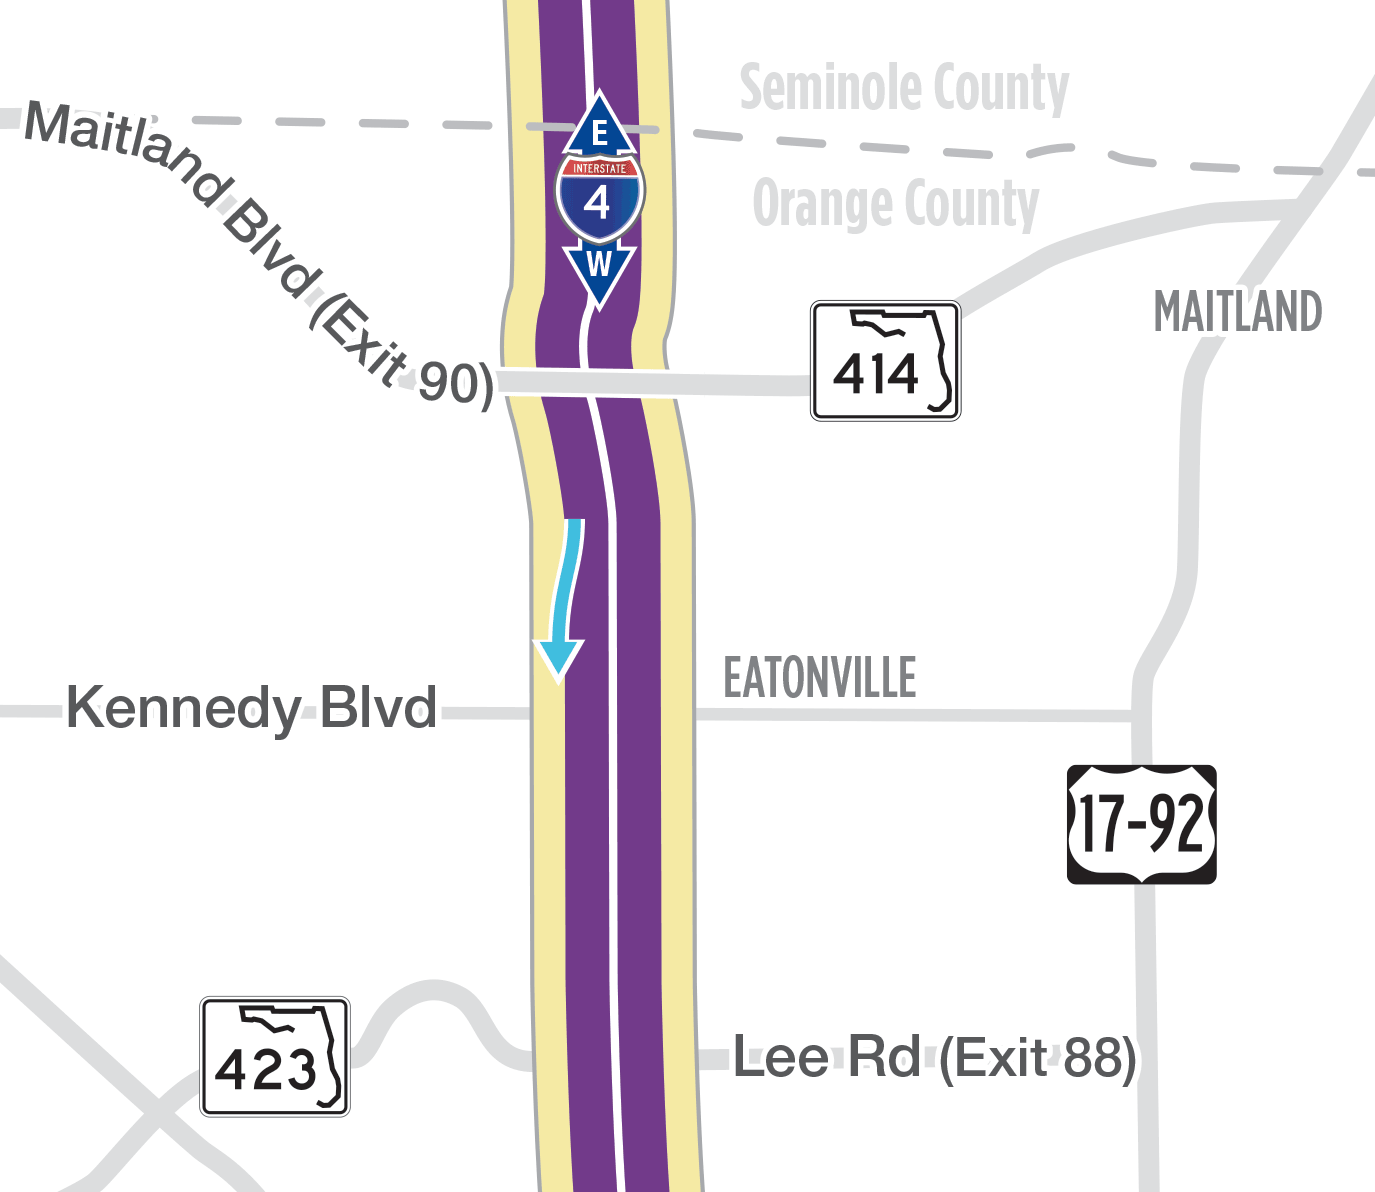 Seminole County
Maitland Blvd (Exit 90)
E
INTERSTATE
4
W
Orange County
MAITLAND
414
EATONVILLE
Kennedy Blvd
17-92
423
Lee Rd (Exit 88)